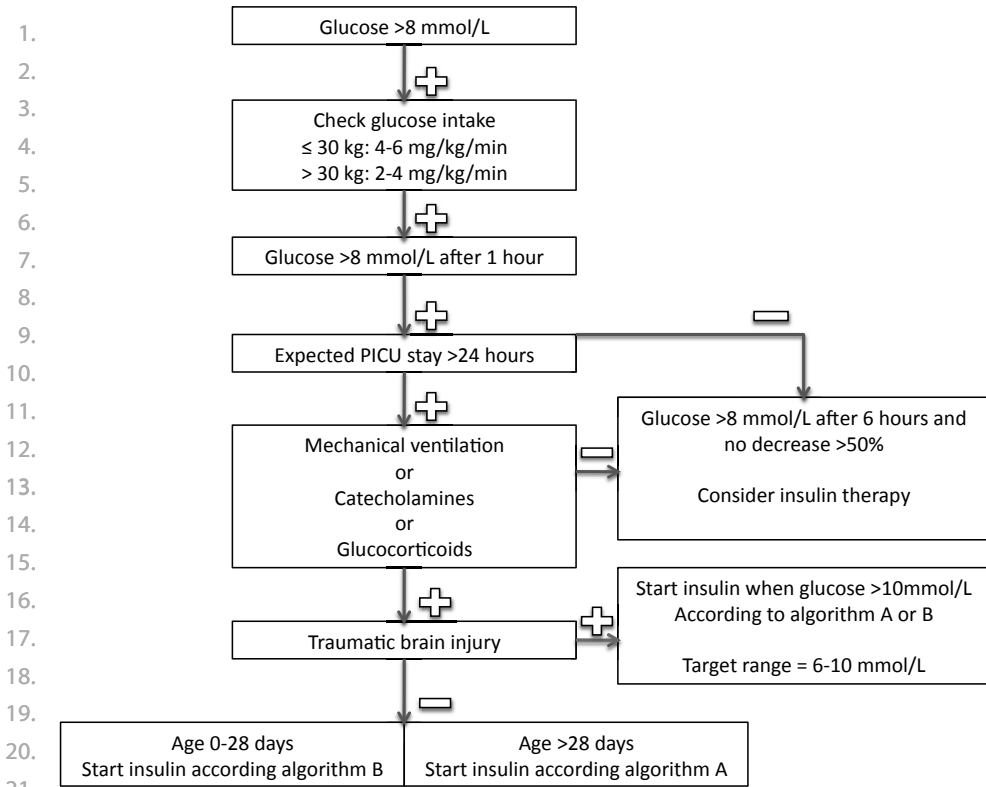 1.
Glucose >8 mmol/L
2.
3.
Check glucose intake
4.
≤ 30 kg: 4-6 mg/kg/min
5.
> 30 kg: 2-4 mg/kg/min
6.
7.
Glucose >8 mmol/L after 1 hour
8.
9.
Expected PICU stay >24 hours
10.
11.
Glucose >8 mmol/L after 6 hours and
no decrease >50%
Consider insulin therapy
12.
Mechanical ventilation
or
13.
Catecholamines
14.
or
Glucocorticoids
15.
16.
Start insulin when glucose >10mmol/L
According to algorithm A or B
Target range = 6-10 mmol/L
17.
Traumatic brain injury
18.
19.
20.
Age 0-28 days
Start insulin according algorithm B
Age >28 days
Start insulin according algorithm A
21.